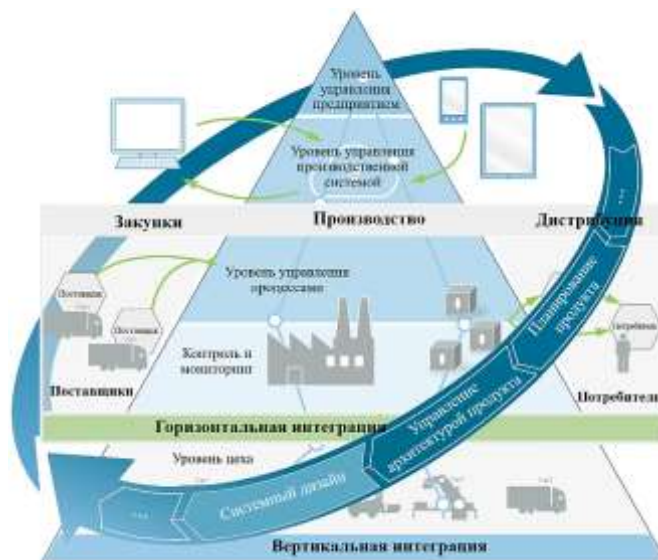 Уровень
управления
предприятием
Уровень управления
производственной
системой
Закупки
Производство
Дистрибуция
...
Планирование
продукта
Уровень управления
процессами
Поставщик
Поставщик
Потребитель
Контроль и
мониторинг
Поставщики
Потребители
Управление
архитектурой продукта
Горизонтальная интеграция
Уровень цеха
Системный дизайн
...
Вертикальная интеграция